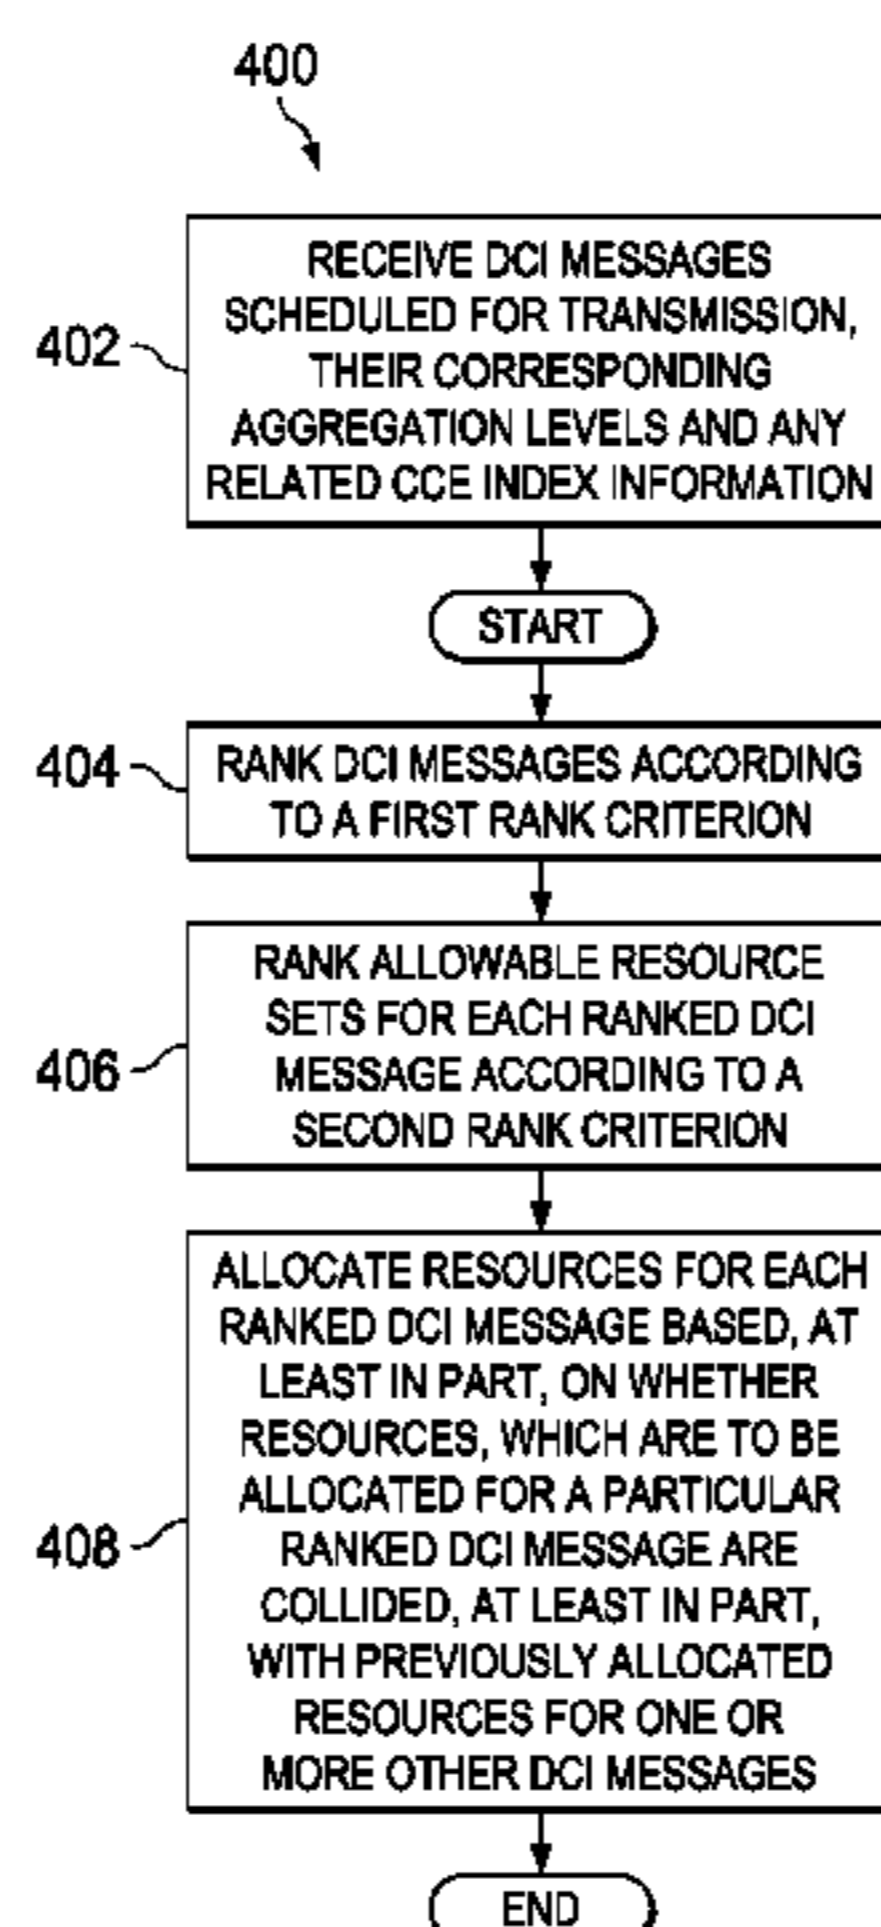 400
402
RECEIVE DCI MESSAGES
SCHEDULED FOR TRANSMISSION,
THEIR CORRESPONDING
AGGREGATION LEVELS AND ANY
RELATED CCE INDEX INFORMATION
START
404
RANK DCI MESSAGES ACCORDING
TO A FIRST RANK CRITERION
406
RANK ALLOWABLE RESOURCE
SETS FOR EACH RANKED DCI
MESSAGE ACCORDING TO A
SECOND RANK CRITERION
408
ALLOCATE RESOURCES FOR EACH
RANKED DCI MESSAGE BASED, AT
LEAST IN PART, ON WHETHER
RESOURCES, WHICH ARE TO BE
ALLOCATED FOR A PARTICULAR
RANKED DCI MESSAGE ARE
COLLIDED, AT LEAST IN PART,
WITH PREVIOUSLY ALLOCATED
RESOURCES FOR ONE OR
MORE OTHER DCI MESSAGES
END